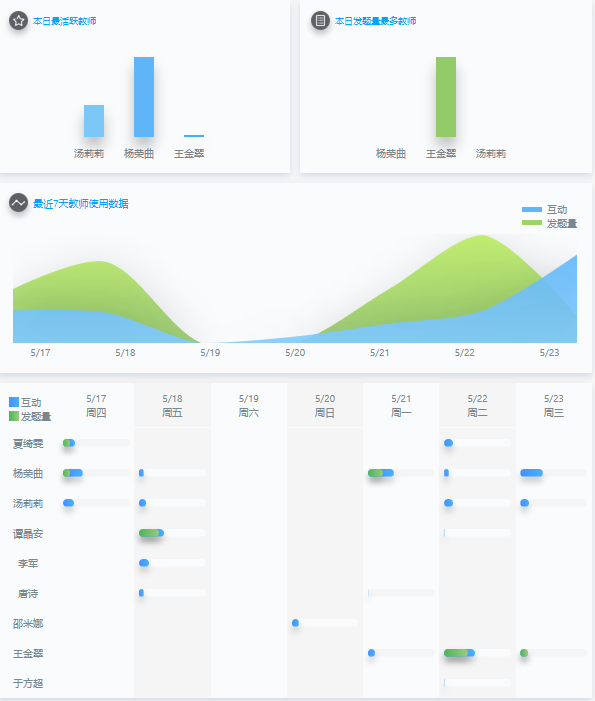 本日最活跃教师
本日发题量最多教师
汤莉莉 杨荣曲 王金翠
杨荣曲 王金翠 汤莉莉
最近7天教师使用数据
互动
发题量
5/17 5/18 5/19 5/20 5/21 5/22 5/23
互动
发题量
5/17 5/18 5/19 5/20 5/21 5/22 5/23
周四 周五 周六 周日 周一 周二 周三
夏绮雯
杨荣曲
汤莉莉
谭晶安
李军
唐诗
邵米娜
王金翠
于方超